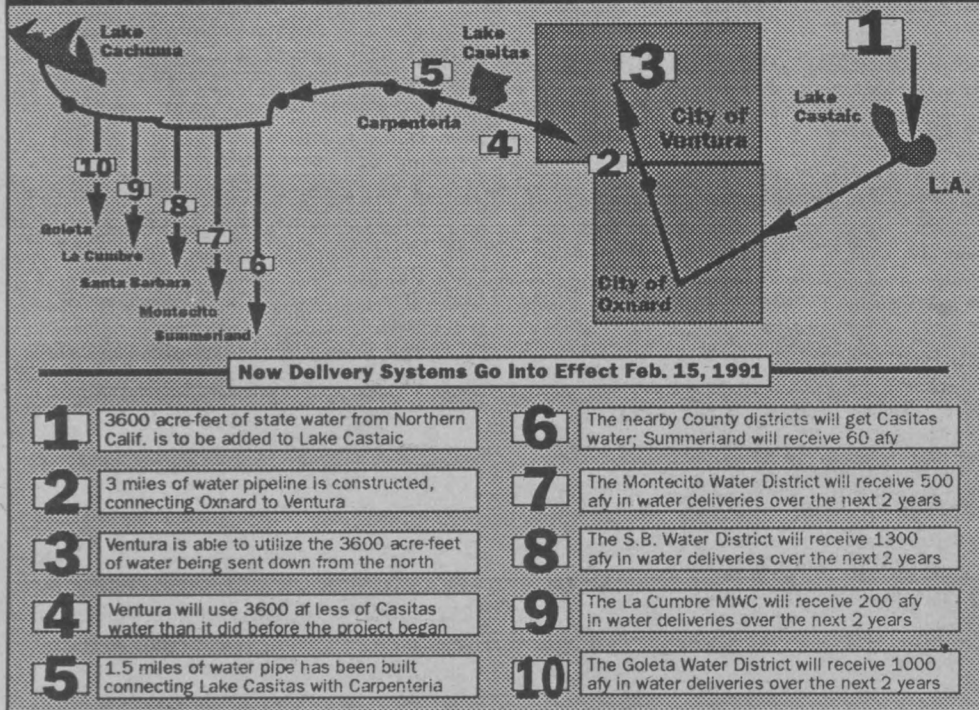 Lake
Cachuma
Lake
Casitas
1
5
3
Lake
Castaic
Carpenteria
City of
Ventura
4
2
L.A.
10
9
8
7
6
Goleta
La Cumbre
Santa Barbara
Montecito
Summerland
City of
Oxnard
New Delivery Systems Go Into Effect Feb. 15, 1991
1
3600 acre-feet of state water from Northern
Calif. is to be added to Lake Castaic
2
3 miles of water pipeline is constructed,
connecting Oxnard to Ventura
3
Ventura is able to utilize the 3600 acre-feet
of water being sent down from the north
4
Ventura will use 3600 af less of Casitas
water than it did before the project began
5
1.5 miles of water pipe has been built
connecting Lake Casitas with Carpenteria
6
The nearby County districts will get Casitas
water; Summerland will receive 60 afy
7
The Montecito Water District will receive 500
afy in water deliveries over the next 2 years
8
The S.B. Water District will receive 1300
afy in water deliveries over the next 2 years
9
The La Cumbre MWC will receive 200 afy
in water deliveries over the next 2 years
10
The Goleta Water District will receive 1000
afy in water deliveries over the next 2 years